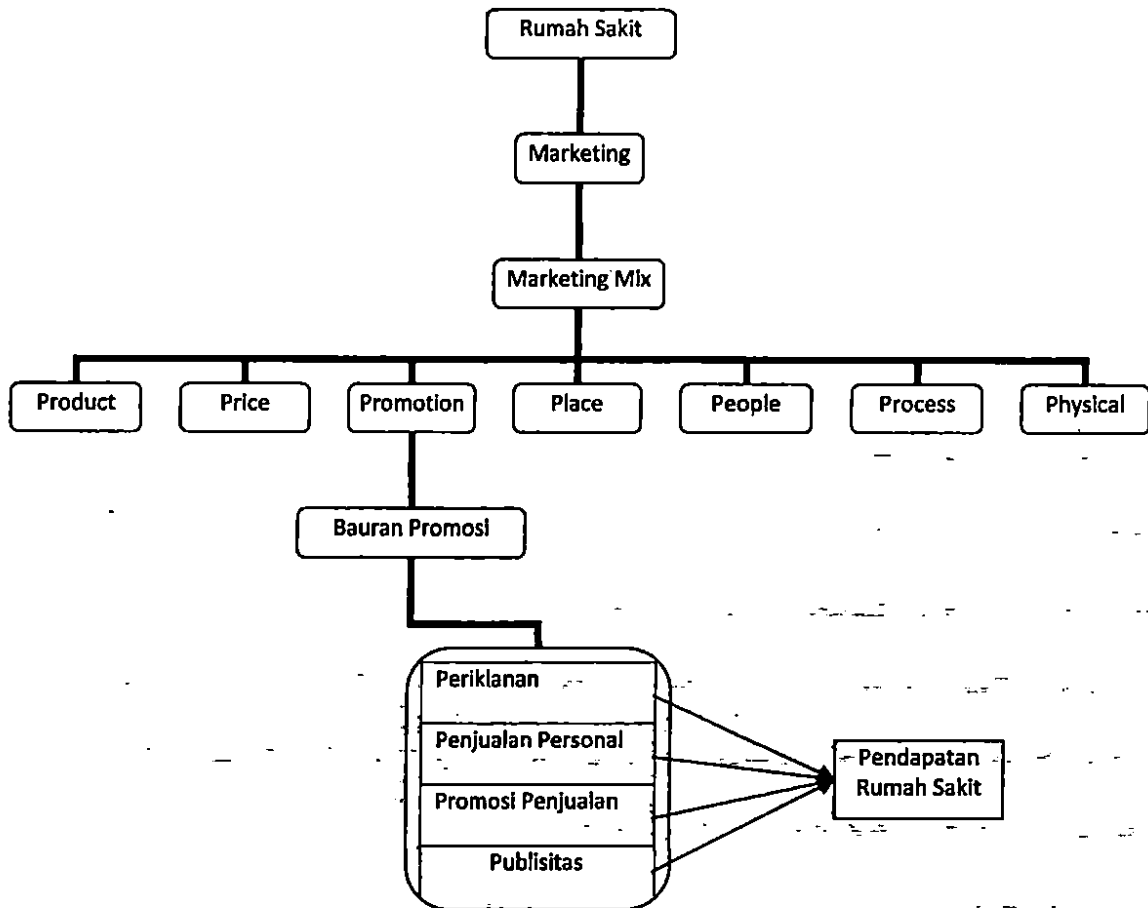 Rumah Sakit
Marketing
Marketing Mix
Product
Price
Promotion
Place
People
Process
Physical
Bauran Promosi
Periklanan
Penjualan Personal
Promosi Penjualan
Publisitas
Pendapatan
Rumah Sakit